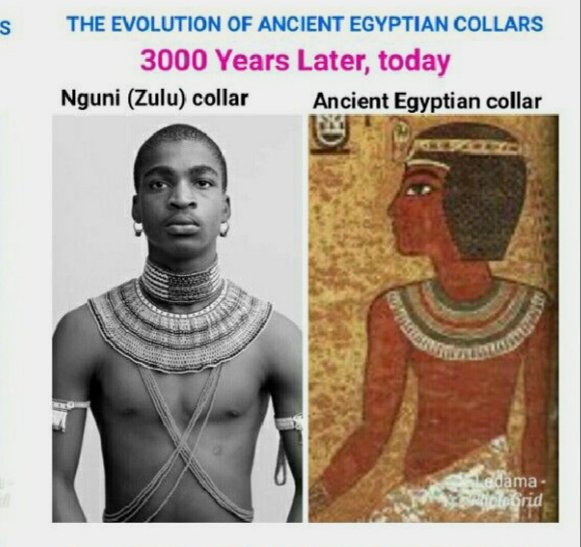 S
THE EVOLUTION OF ANCIENT EGYPTIAN COLLARS
3000 Years Later, today
Nguni (Zulu) collar
Ancient Egyptian collar